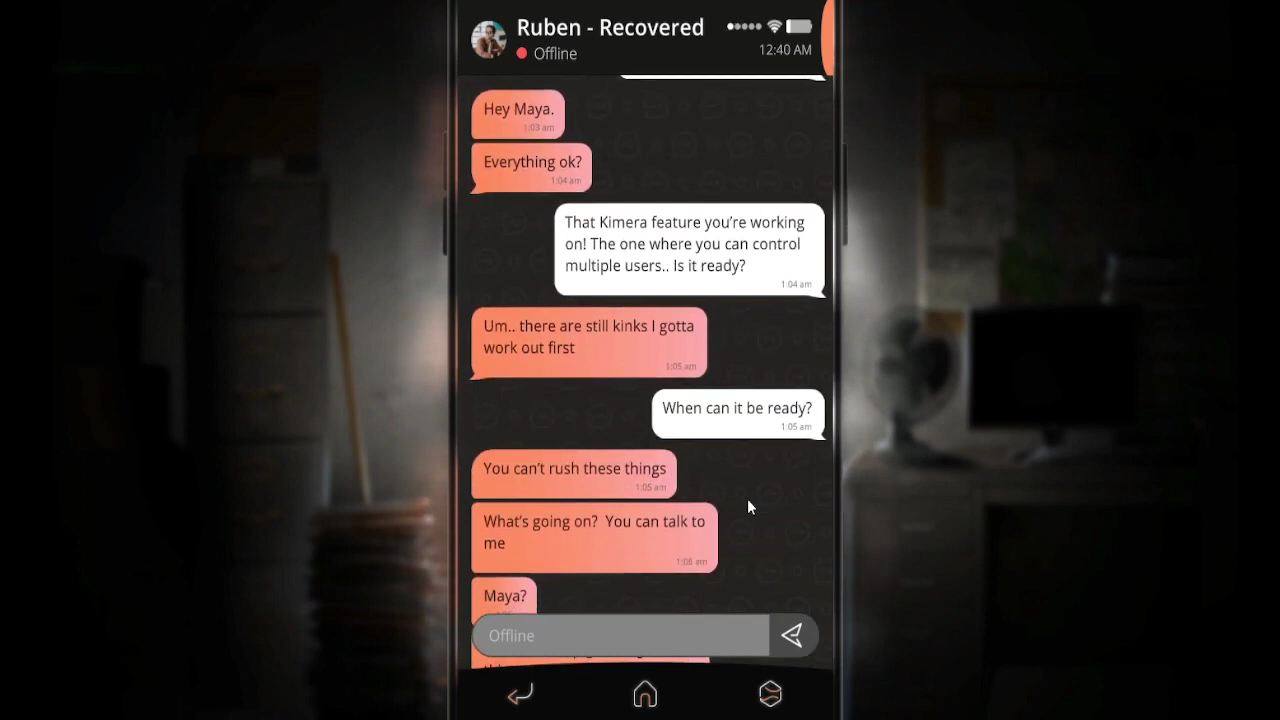 Ruben - Recovered
Offline
12:40 AM
Hey Maya.
1:03 am
Everything ok?
1:04 am
That Kimera feature you're working
on! The one where you can control
multiple users.. Is it ready?
1:04 am
Um.. there are still kinks I gotta
work out first
1:05 am
When can it be ready?
1:05 am
You can't rush these things
1:05 am
What's going on?  You can talk to
me
1:06 am
Maya?
Offline